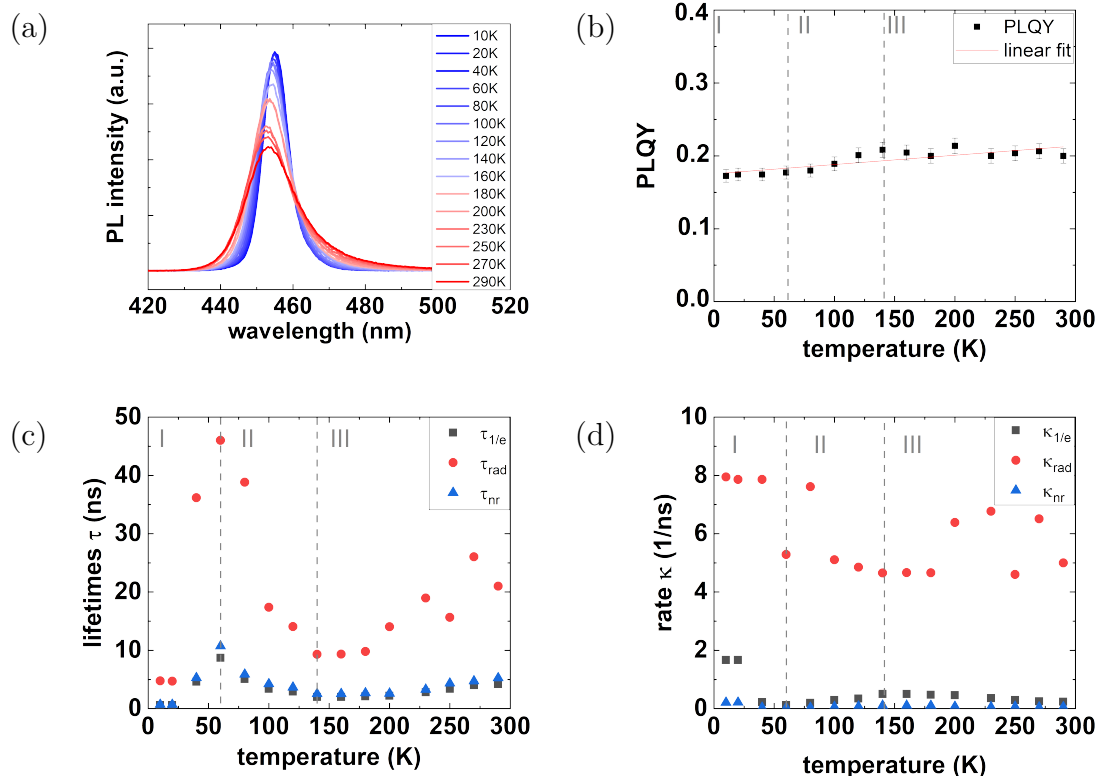 (a)
PL intensity (a.u.)
10K
20K
40K
60K
80K
100K
120K
140K
160K
180K
200K
230K
250K
270K
290K
420 440 460 480 500 520
wavelength (nm)
(b)
PLQY
0.4
0.3
0.2
0.1
0.0
I II III
PLQY
linear fit
0 50 100 150 200 250 300
temperature (K)
(c)
lifetimes τ (ns)
50
40
30
20
10
0
I II III
τ1/e
τrad
τnr
0 50 100 150 200 250 300
temperature (K)
(d)
rate κ (1/ns)
10
8
6
4
2
0
I II III
κ1/e
κrad
κnr
0 50 100 150 200 250 300
temperature (K)